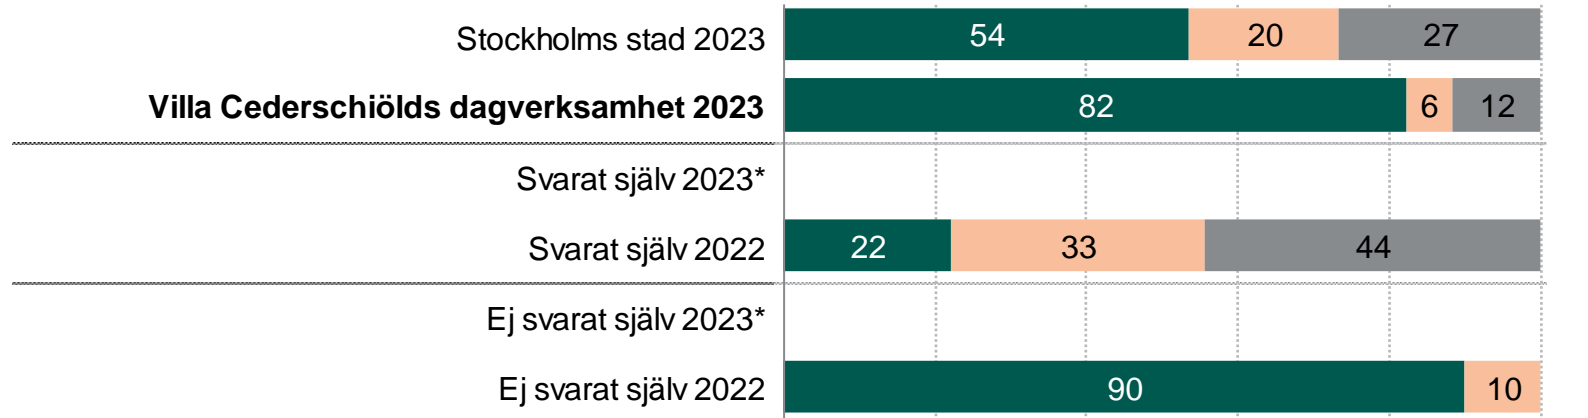 Stockholms stad 2023 54 20 27
Villa Cederschiölds dagverksamhet 2023 82 6 12
Svarat själv 2023*
Svarat själv 2022 22 33 44
Ej svarat själv 2023*
Ej svarat själv 2022 90 10